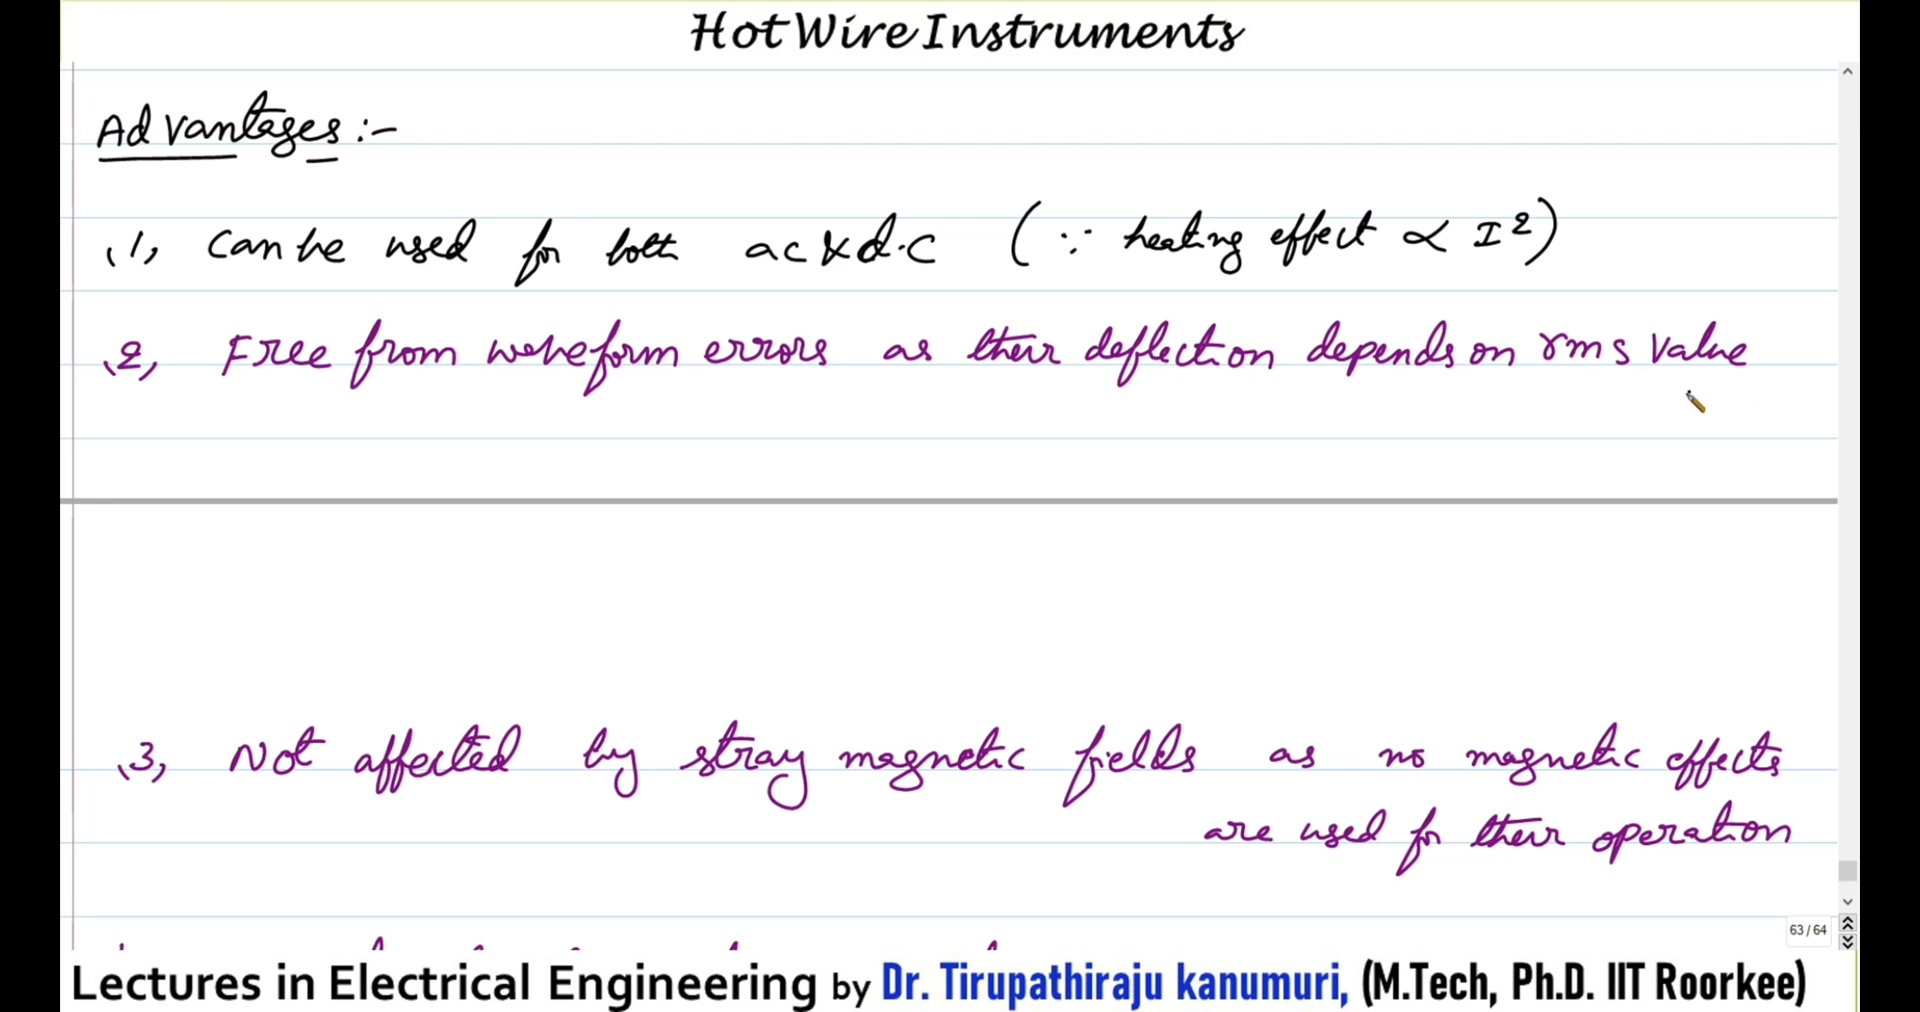 Hot Wire Instruments
Advantages :-
(1) Can be used for both ac & d.c (∵ heating effect ∝ I²)
(2) Free from waveform errors as their deflection depends on rms value
(3) Not affected by stray magnetic fields as no magnetic effects
are used for their operation
63 / 64
Lectures in Electrical Engineering by Dr. Tirupathiraju kanumuri, (M.Tech, Ph.D. IIT Roorkee)